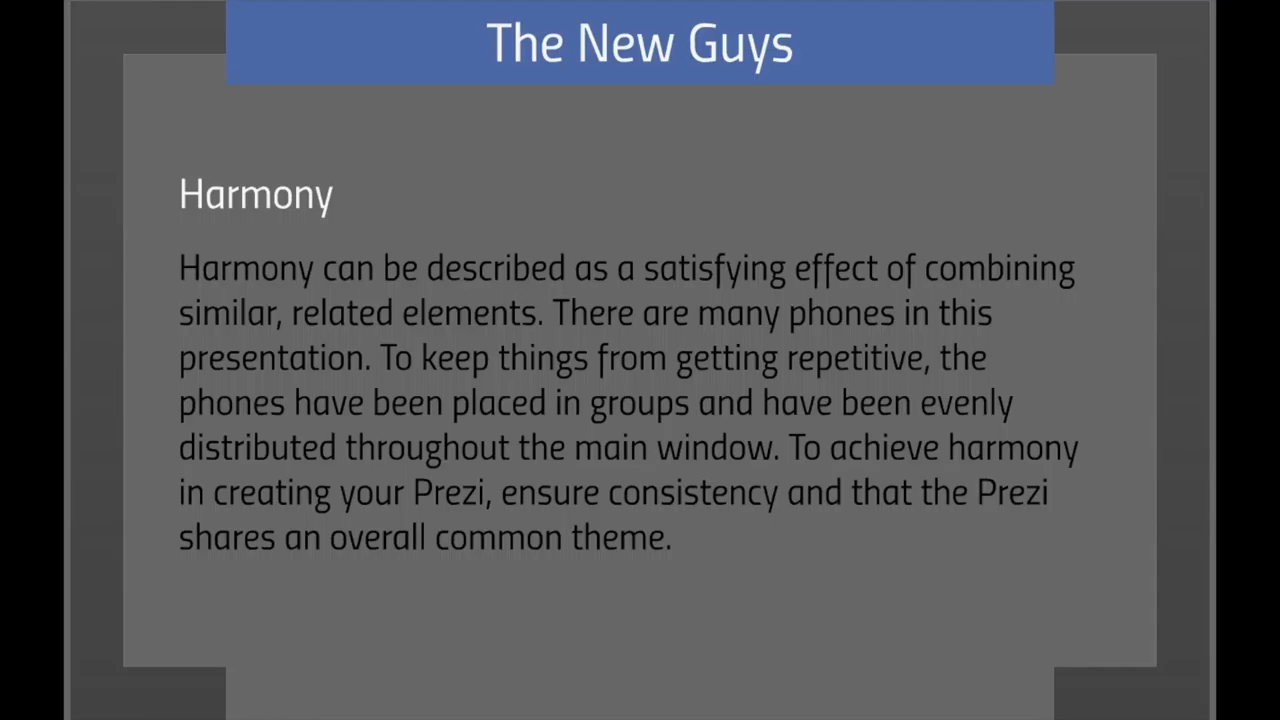 The New Guys
Harmony
Harmony can be described as a satisfying effect of combining
similar, related elements. There are many phones in this
presentation. To keep things from getting repetitive, the
phones have been placed in groups and have been evenly
distributed throughout the main window. To achieve harmony
in creating your Prezi, ensure consistency and that the Prezi
shares an overall common theme.